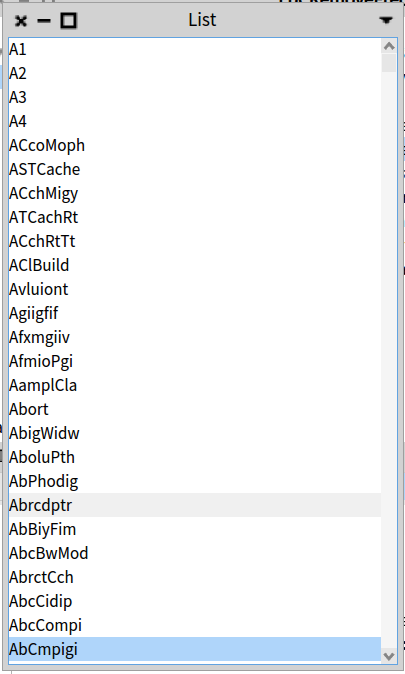 List
A1
A2
A3
A4
ACcoMoph
ASTCache
ACchMigy
ATCachRt
ACchRtTt
AClBuild
Avluiont
Agiigfif
Afxmgiiv
AfmioPgi
AamplCla
Abort
AbigWidw
AboluPth
AbPhodig
Abrcdptr
AbBiyFim
AbcBwMod
AbrctCch
AbcCidip
AbcCompi
AbCmpigi